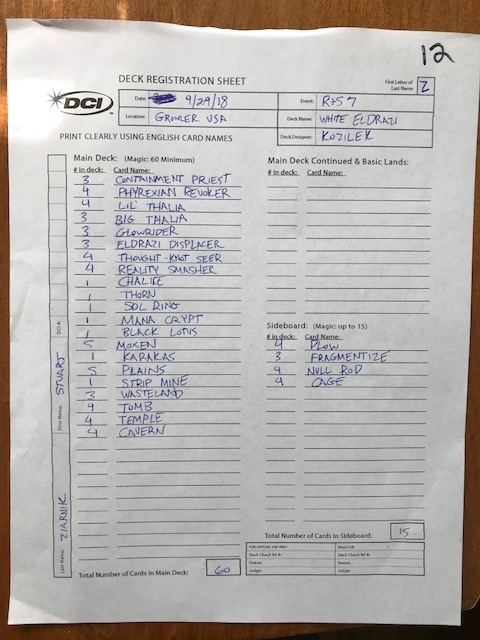 12
DECK REGISTRATION SHEET
First Letter of Last Name: Z
DCI
Date: 9/29/18
Event: R+S 7
Location: GROWLER USA
Deck Name: WHITE ELDRAZI
Deck Designer: KOZILEK
PRINT CLEARLY USING ENGLISH CARD NAMES
Main Deck: (Magic: 60 Minimum)
# in deck: Card Name:
3 CONTAINMENT PRIEST
4 PHYREXIAN REVOKER
4 LIL' THALIA
3 BIG THALIA
3 GLOWRIDER
3 ELDRAZI DISPLACER
4 THOUGHT-KNOT SEER
4 REALITY SMASHER
1 CHALICE
1 THORN
1 SOL RING
1 MANA CRYPT
1 BLACK LOTUS
5 MOXEN
1 KARAKAS
5 PLAINS
1 STRIP MINE
3 WASTELAND
4 TOMB
4 TEMPLE
4 CAVERN
Total Number of Cards in Main Deck: 60
Main Deck Continued & Basic Lands:
# in deck: Card Name:
Sideboard: (Magic: up to 15)
# in deck: Card Name:
4 PLOW
3 FRAGMENTIZE
4 NULL ROD
4 CAGE
Total Number of Cards in Sideboard: 15
FOR OFFICIAL USE ONLY
Deck Check Rd #: Deck Check Rd #:
Status: Status:
Judge: Judge:
DCI #:
First Name: STUART
Last Name: ZIARNIK